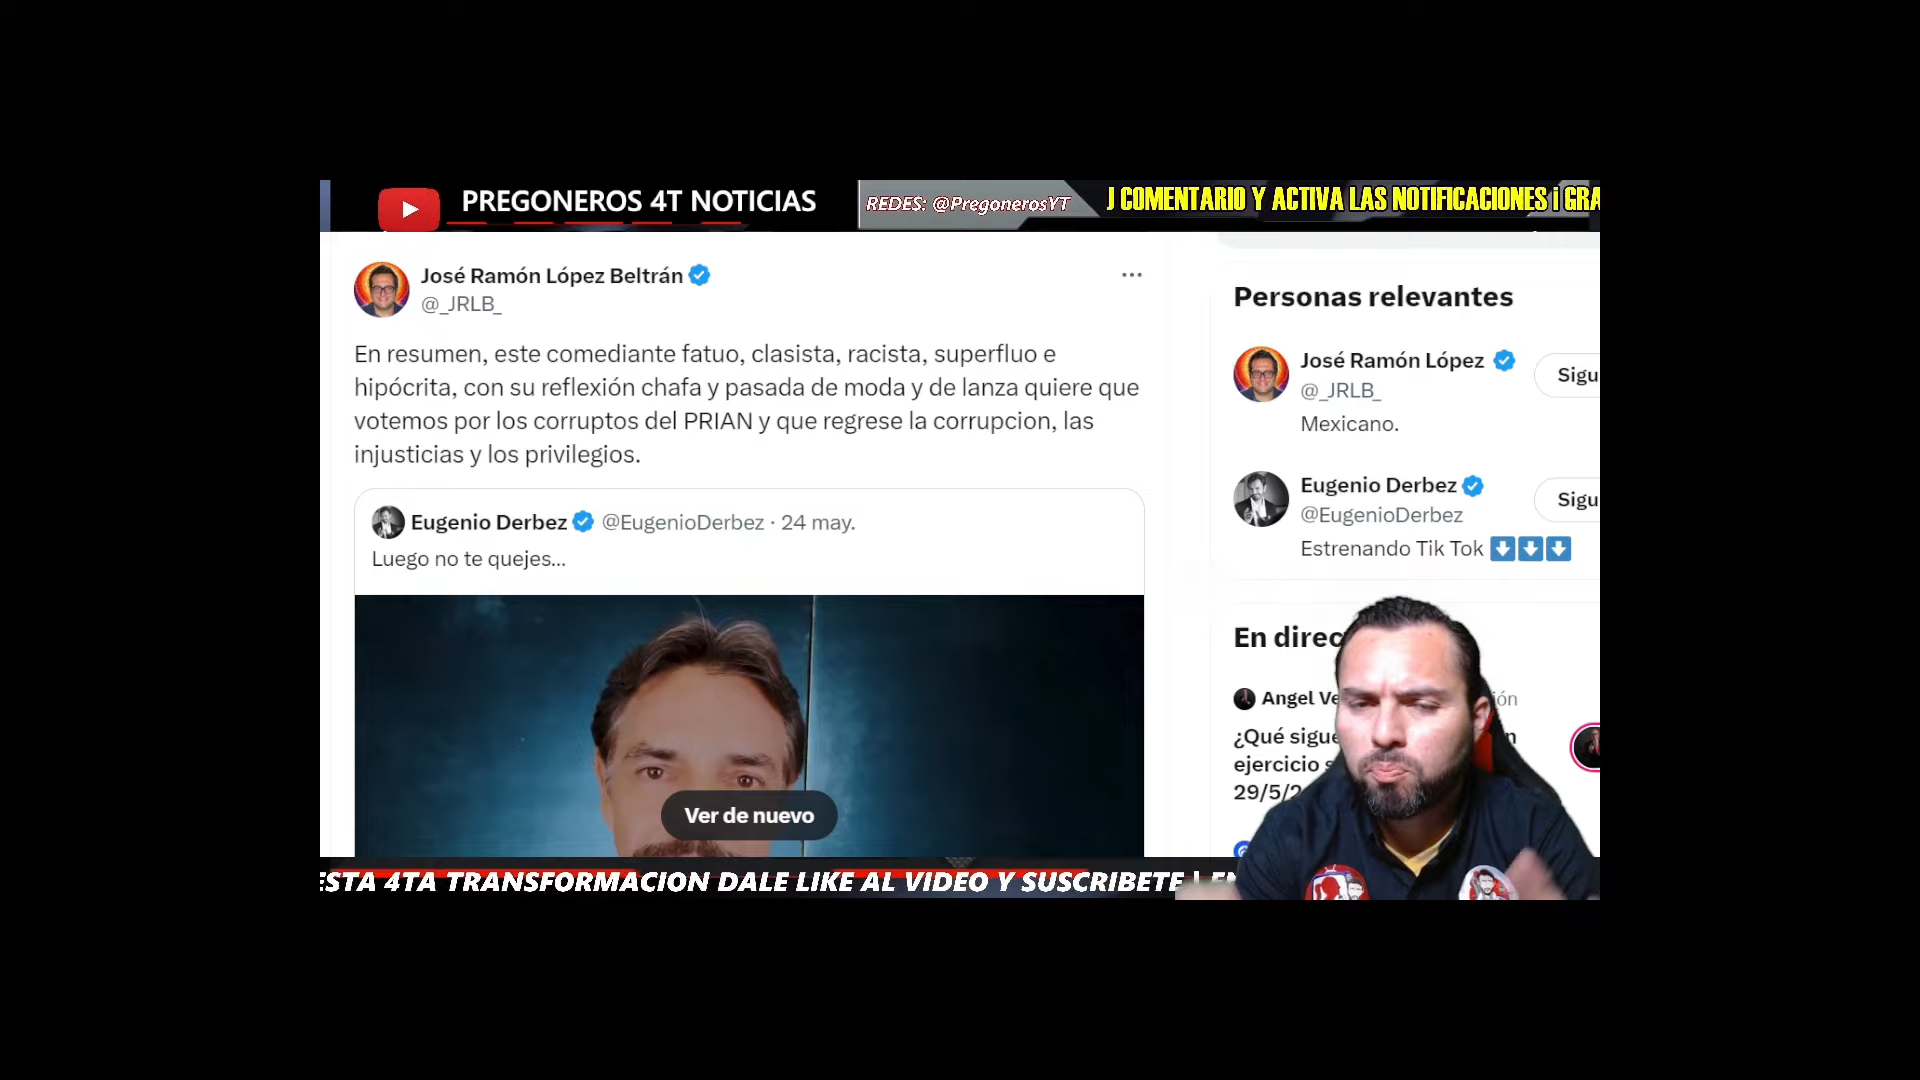 PREGONEROS 4T NOTICIAS
REDES: @PregonerosYT
COMENTARIO Y ACTIVA LAS NOTIFICACIONES ¡
José Ramón López Beltrán
@_JRLB_
En resumen, este comediante fatuo, clasista, racista, superfluo e
hipócrita, con su reflexión chafa y pasada de moda y de lanza quiere que
votemos por los corruptos del PRIAN y que regrese la corrupcion, las
injusticias y los privilegios.
Eugenio Derbez @EugenioDerbez · 24 may.
Luego no te quejes...
Ver de nuevo
Personas relevantes
José Ramón López
@_JRLB_
Sigu
Mexicano.
Eugenio Derbez
@EugenioDerbez
Sigu
Estrenando Tik Tok
En direc
Angel Ve
ión
¿Qué sigue
ejercicio
29/5/2
ESTA 4TA TRANSFORMACION DALE LIKE AL VIDEO Y SUSCRIBETE |